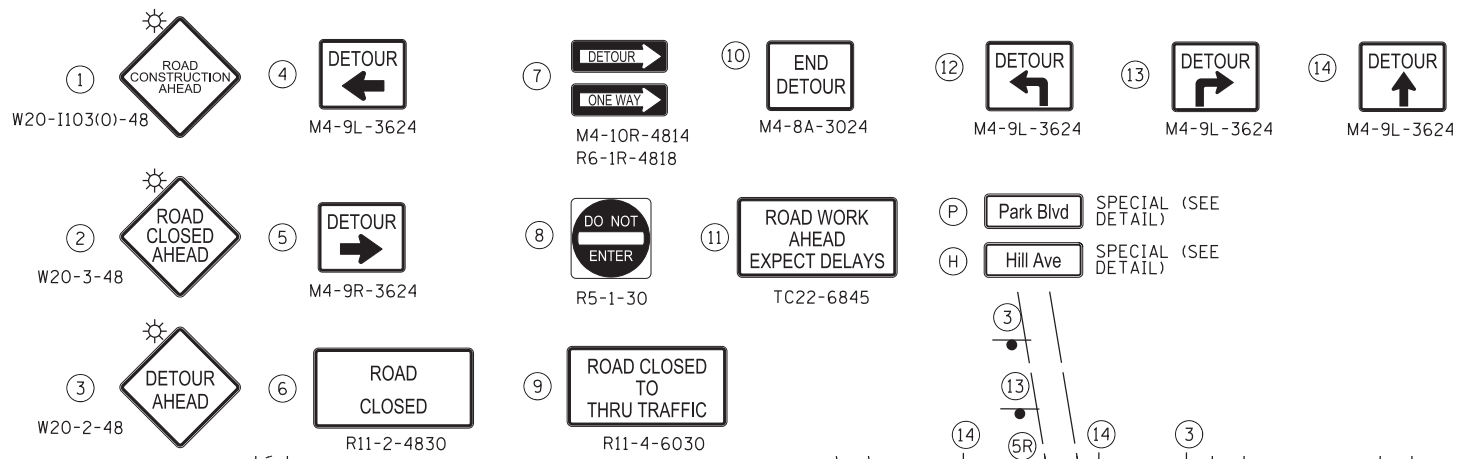 1
ROAD
CONSTRUCTION
AHEAD
W20-I103(O)-48
4
DETOUR
M4-9L-3624
7
DETOUR
ONE WAY
M4-10R-4814
R6-1R-4818
10
END
DETOUR
M4-8A-3024
12
DETOUR
M4-9L-3624
13
DETOUR
M4-9L-3624
14
DETOUR
M4-9L-3624
2
ROAD
CLOSED
AHEAD
W20-3-48
5
DETOUR
M4-9R-3624
8
DO NOT
ENTER
R5-1-30
11
ROAD WORK
AHEAD
EXPECT DELAYS
TC22-6845
P
Park Blvd
SPECIAL (SEE
DETAIL)
H
Hill Ave
SPECIAL (SEE
DETAIL)
3
DETOUR
AHEAD
W20-2-48
6
ROAD
CLOSED
R11-2-4830
9
ROAD CLOSED
TO
THRU TRAFFIC
R11-4-6030
3
13
14
5R
14
3